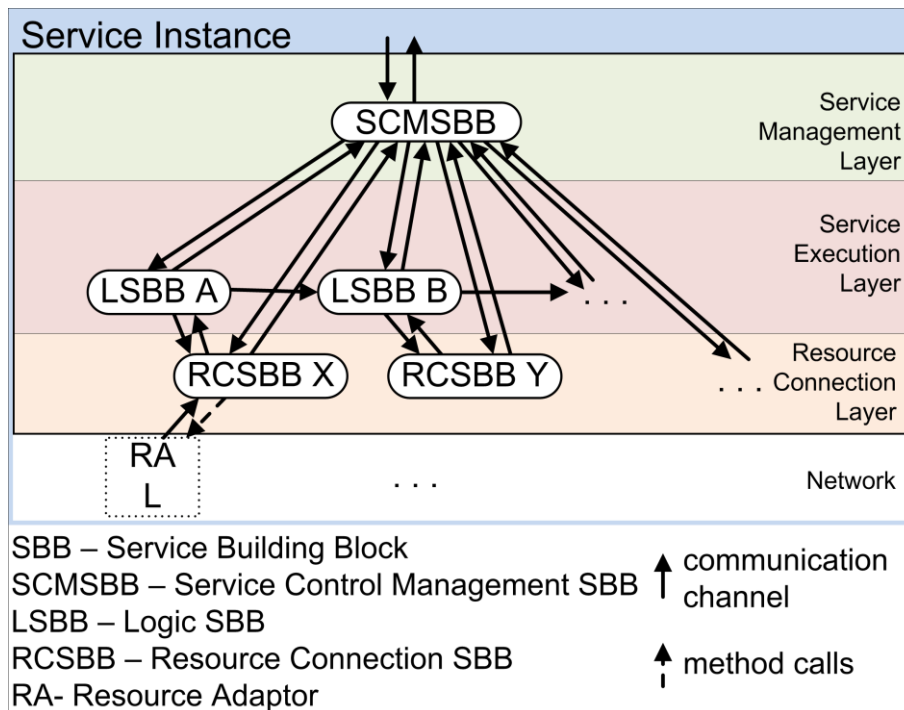 Service Instance
Service
Management
Layer
SCMSBB
Service
Execution
Layer
LSBB A
LSBB B
. . .
Resource
Connection
Layer
RCSBB X
RCSBB Y
. . .
RA
L
. . .
Network
SBB – Service Building Block
SCMSBB – Service Control Management SBB
LSBB – Logic SBB
RCSBB – Resource Connection SBB
RA- Resource Adaptor
communication
channel
method calls